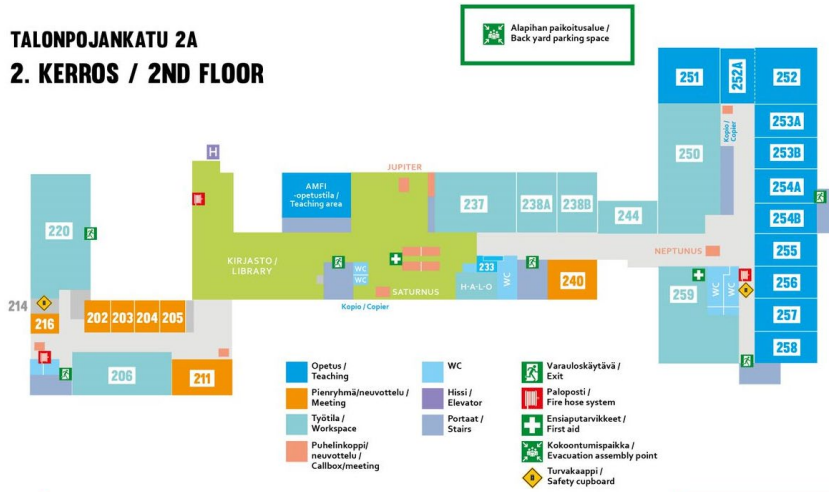 TALONPOJANKATU 2A
2. KERROS / 2ND FLOOR
Alapihan paikoitusalue /
Back yard parking space
251
252A
252
Kopio /
Copier
253A
253B
250
254A
254B
255
256
257
258
NEPTUNUS
259
WC
WC
H
JUPITER
AMFI
-opetustila /
Teaching area
237
238A
238B
244
220
KIRJASTO /
LIBRARY
WC
WC
SATURNUS
233
H-A-L-O
WC
240
Kopio / Copier
214
216
202
203
204
205
206
211
Opetus /
Teaching
Pienryhmä/neuvottelu /
Meeting
Työtila /
Workspace
Puhelinkoppi/
neuvottelu /
Callbox/meeting
WC
Hissi /
Elevator
Portaat /
Stairs
Varauloskäytävä /
Exit
Paloposti /
Fire hose system
Ensiaputarvikkeet /
First aid
Kokoontumispaikka /
Evacuation assembly point
Turvakaappi /
Safety cupboard